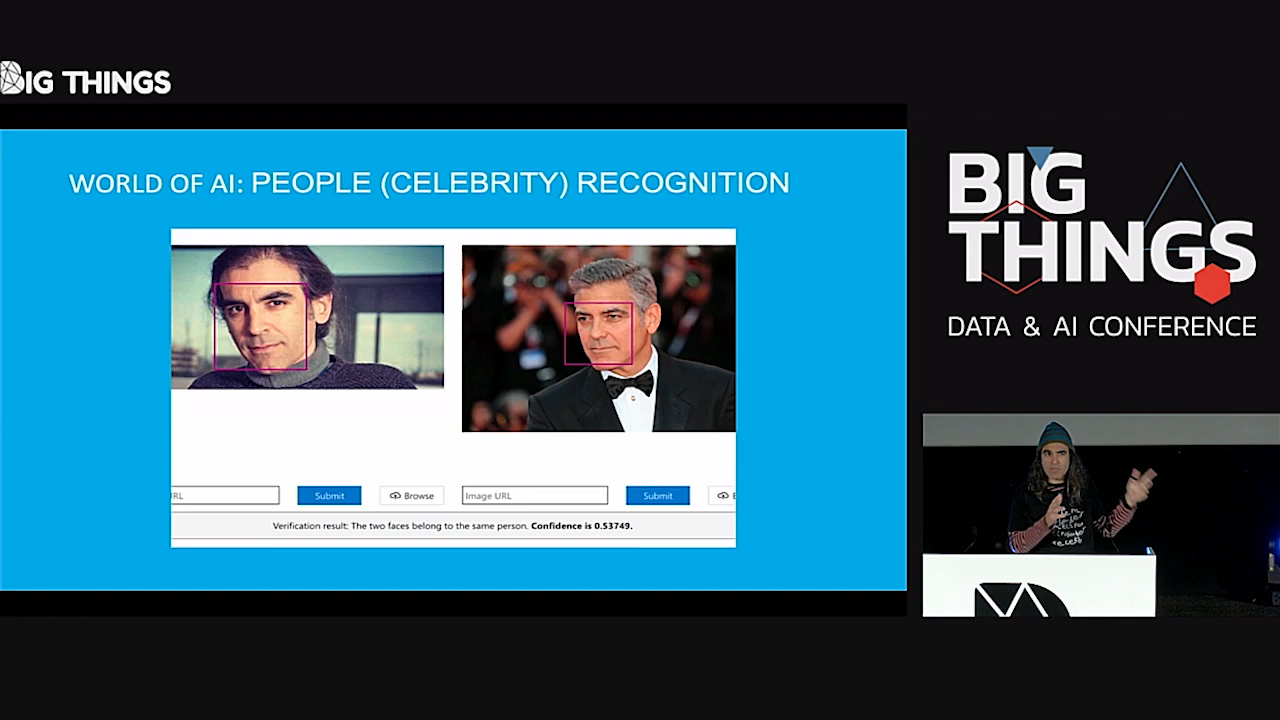 BIG THINGS
WORLD OF AI: PEOPLE (CELEBRITY) RECOGNITION
RL
Submit
Browse
Image URL
Submit
Verification result: The two faces belong to the same person. Confidence is 0.53749.
BIG
THINGS
DATA & AI CONFERENCE